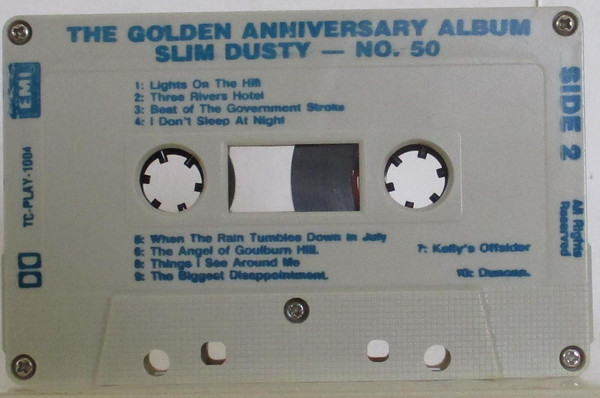 THE GOLDEN ANNIVERSARY ALBUM
SLIM DUSTY — NO. 50
EMI
SIDE 2
1: Lights On The Hill
2: Three Rivers Hotel
3: Beat of The Government Stroke
4: I Don't Sleep At Night
TC-PLAY-1004
All Rights
Reserved
5: When The Rain Tumbles Down in July
6: The Angel of Goulburn Hill.
7: Kelly's Offsider
8: Things I See Around Me
9: The Biggest Disappointment.
10: Duncan.